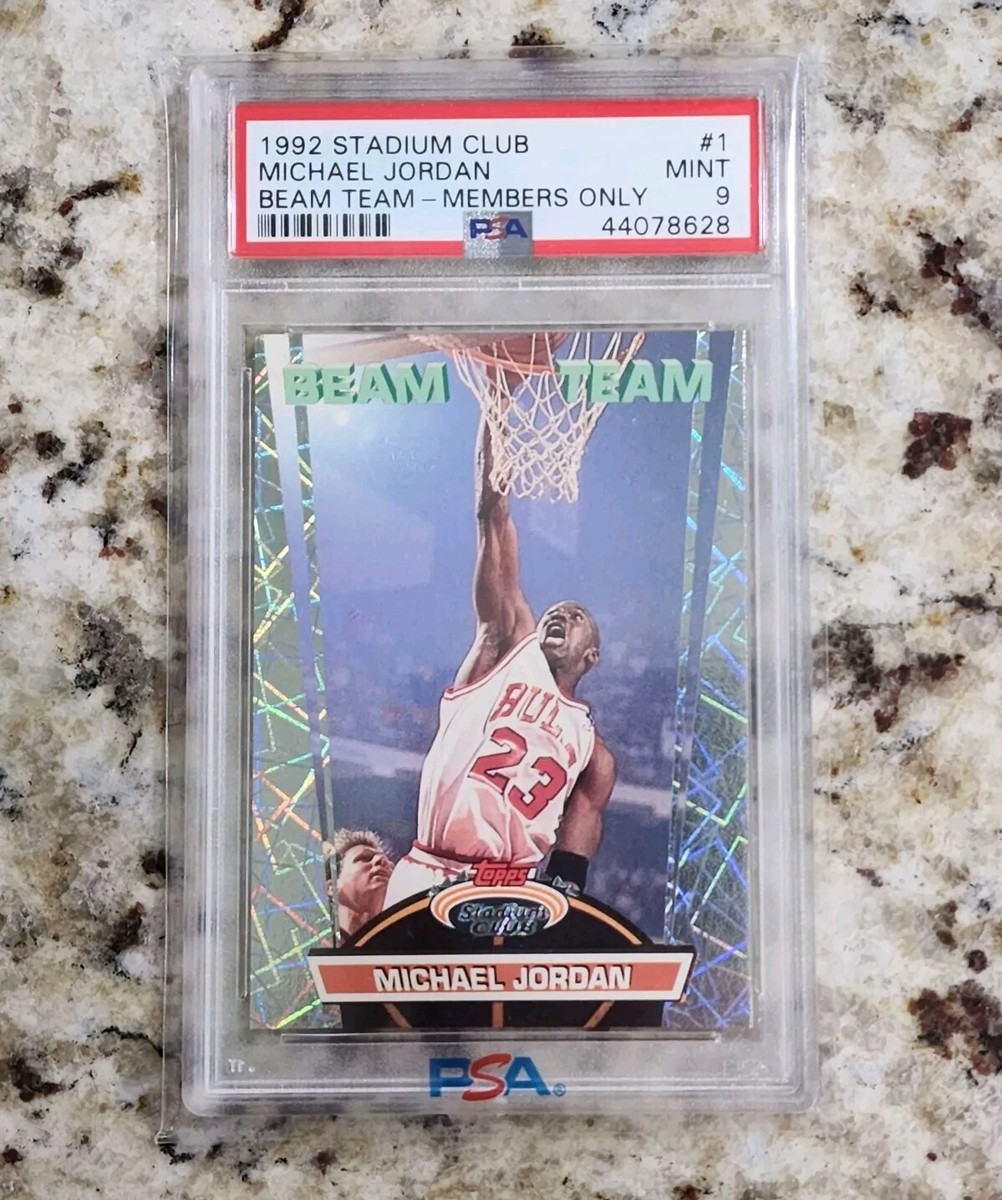 1992 STADIUM CLUB #1
MICHAEL JORDAN MINT
BEAM TEAM – MEMBERS ONLY 9
PSA 44078628
BEAM TEAM
BULLS
23
TOPPS
Stadium
CLUB
MICHAEL JORDAN
PSA®